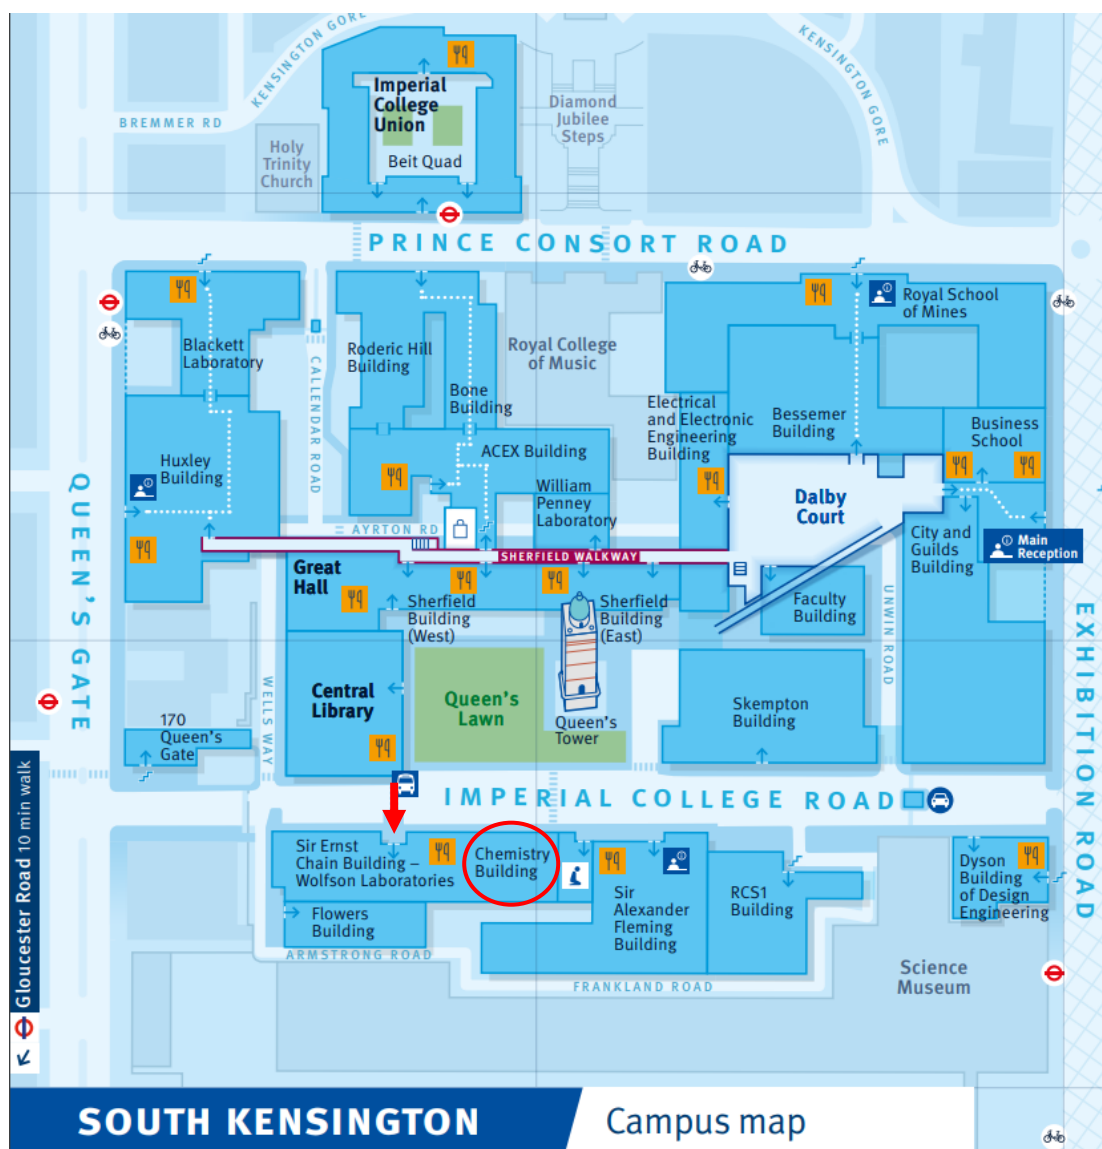 KENSINGTON GORE
KENSINGTON GORE
BREMMER RD
Imperial
College
Union
Beit Quad
Holy
Trinity
Church
Diamond
Jubilee
Steps
PRINCE CONSORT ROAD
Blackett
Laboratory
CALLENDAR ROAD
Roderic Hill
Building
Bone
Building
Royal College
of Music
Royal School
of Mines
Electrical
and Electronic
Engineering
Building
Bessemer
Building
Business
School
Huxley
Building
ACEX Building
William
Penney
Laboratory
Dalby
Court
AYRTON RD
SHERFIELD WALKWAY
City and
Guilds
Building
Main
Reception
QUEEN'S GATE
Great
Hall
Sherfield
Building
(West)
Sherfield
Building
(East)
Faculty
Building
UNWIN ROAD
EXHIBITION ROAD
WELLS WAY
Central
Library
Queen's
Lawn
Queen's
Tower
Skempton
Building
170
Queen's
Gate
IMPERIAL COLLEGE ROAD
Gloucester Road 10 min walk
Sir Ernst
Chain Building –
Wolfson Laboratories
Chemistry
Building
Flowers
Building
Sir
Alexander
Fleming
Building
RCS1
Building
Dyson
Building
of Design
Engineering
ARMSTRONG ROAD
FRANKLAND ROAD
Science
Museum
SOUTH KENSINGTON
Campus map